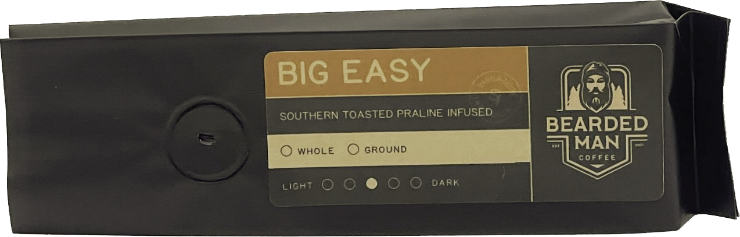 BIG EASY
SOUTHERN TOASTED PRALINE INFUSED
WHOLE GROUND
LIGHT DARK
BEARDED
MAN
COFFEE